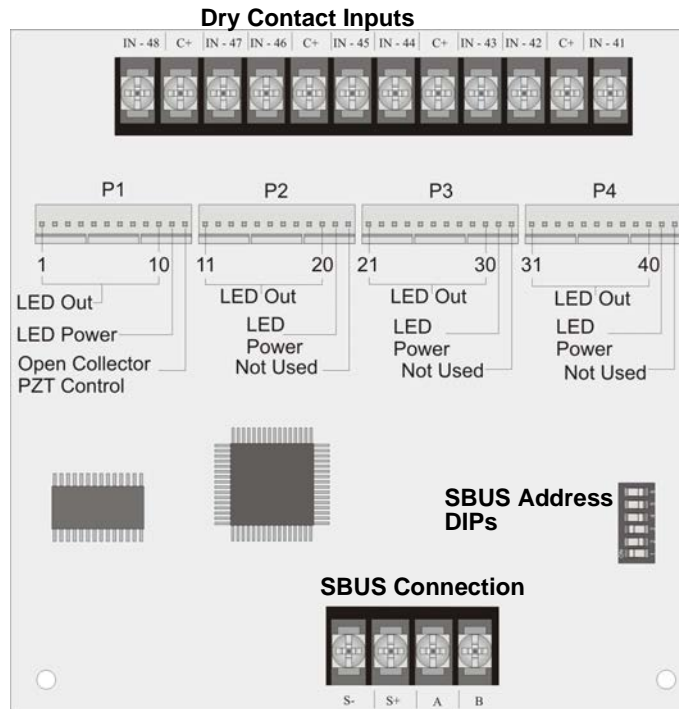 Dry Contact Inputs
IN - 48 C+ IN - 47 IN - 46 C+ IN - 45 IN - 44 C+ IN - 43 IN - 42 C+ IN - 41
P1 P2 P3 P4
1 10 11 20 21 30 31 40
LED Out LED Out LED Out LED Out
LED Power
LED Power
LED Power
LED Power
Open Collector PZT Control
Not Used
Not Used
Not Used
SBUS Address
DIPs
SBUS Connection
S- S+ A B